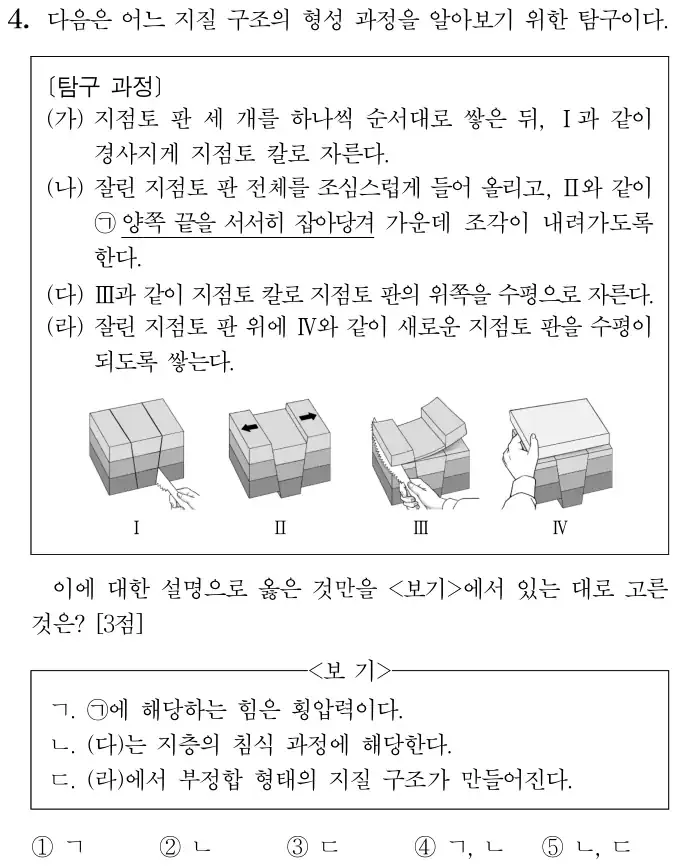 4. 다음은 어느 지질 구조의 형성 과정을 알아보기 위한 탐구이다.
〔탐구 과정〕
(가) 지점토 판 세 개를 하나씩 순서대로 쌓은 뒤, Ⅰ과 같이
경사지게 지점토 칼로 자른다.
(나) 잘린 지점토 판 전체를 조심스럽게 들어 올리고, Ⅱ와 같이
㉠ 양쪽 끝을 서서히 잡아당겨 가운데 조각이 내려가도록
한다.
(다) Ⅲ과 같이 지점토 칼로 지점토 판의 위쪽을 수평으로 자른다.
(라) 잘린 지점토 판 위에 Ⅳ와 같이 새로운 지점토 판을 수평이
되도록 쌓는다.
Ⅰ Ⅱ Ⅲ Ⅳ
이에 대한 설명으로 옳은 것만을 <보기>에서 있는 대로 고른
것은? [3점]
<보 기>
ㄱ. ㉠에 해당하는 힘은 횡압력이다.
ㄴ. (다)는 지층의 침식 과정에 해당한다.
ㄷ. (라)에서 부정합 형태의 지질 구조가 만들어진다.
① ㄱ ② ㄴ ③ ㄷ ④ ㄱ, ㄴ ⑤ ㄴ, ㄷ